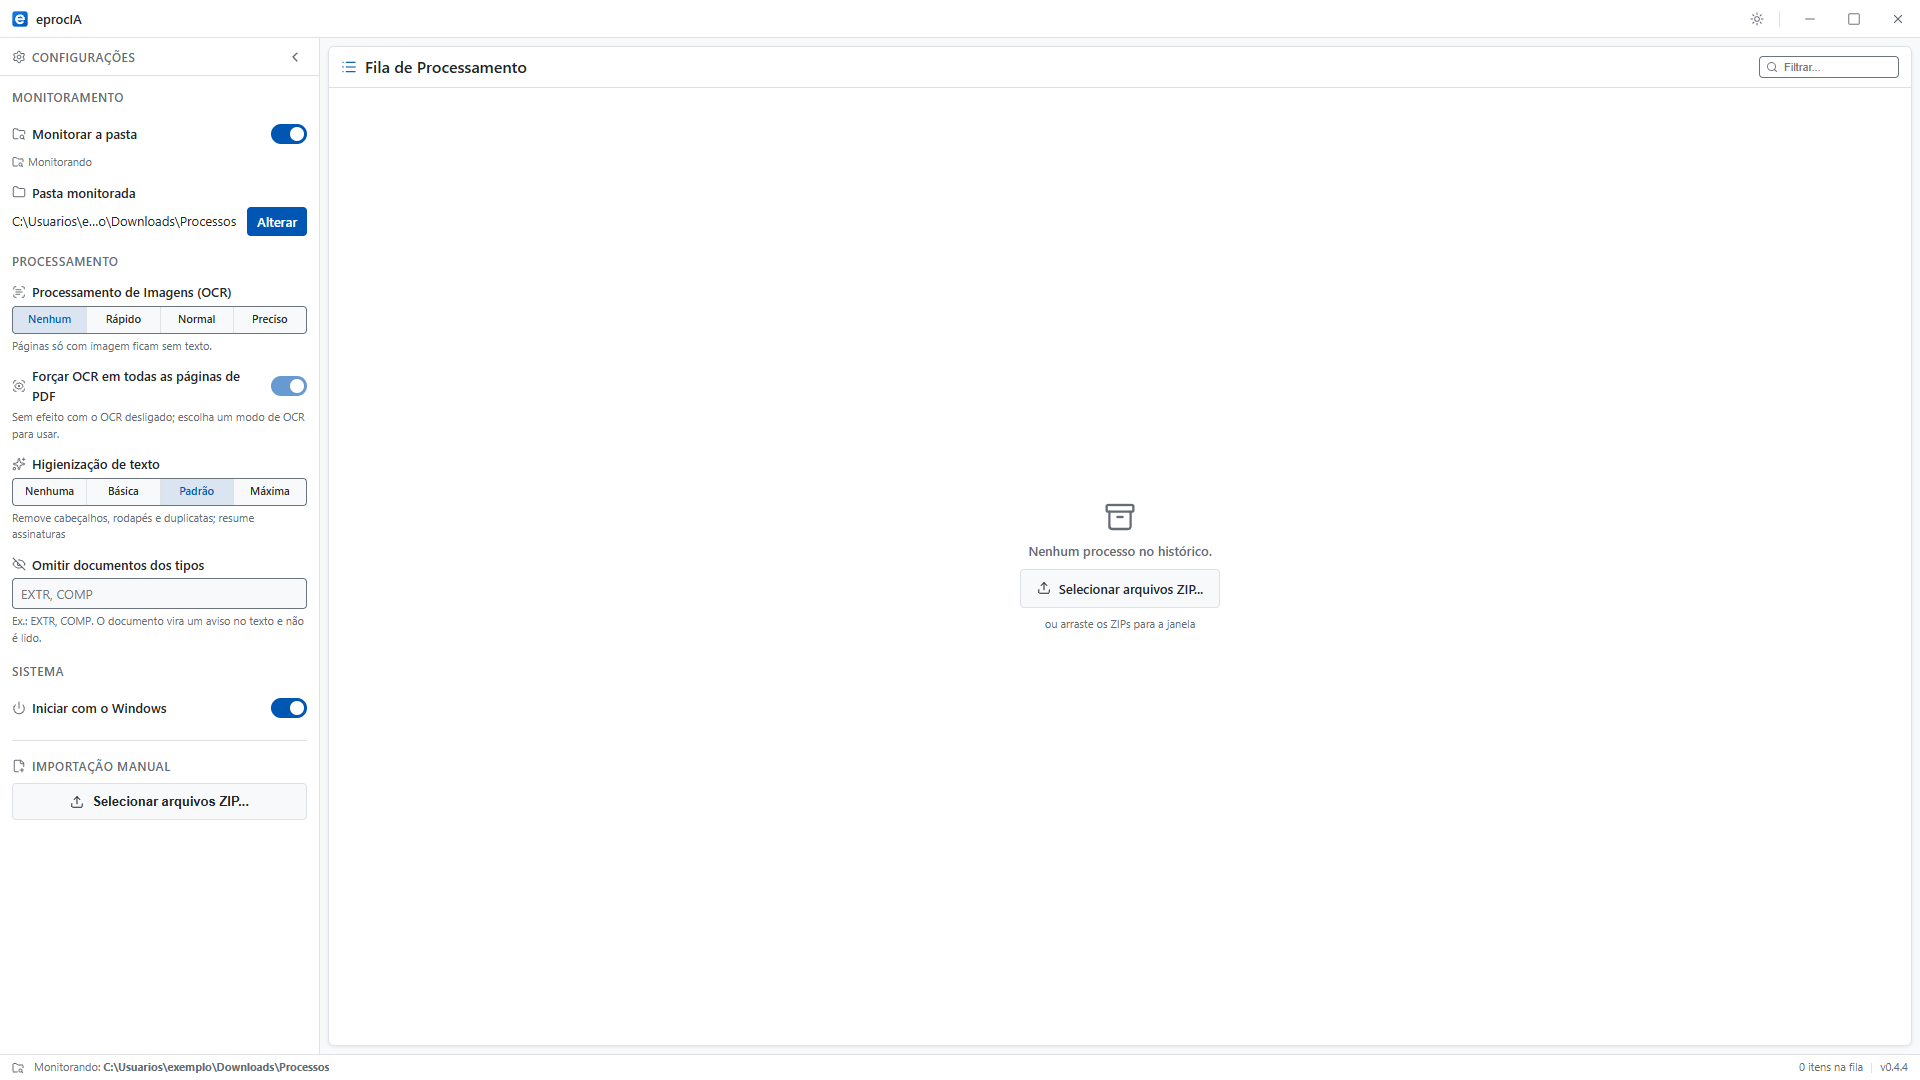 eprocIA
CONFIGURAÇÕES
MONITORAMENTO
Monitorar a pasta
Monitorando
Pasta monitorada
C:\Usuarios\e...o\Downloads\Processos
Alterar
PROCESSAMENTO
Processamento de Imagens (OCR)
Nenhum Rápido Normal Preciso
Páginas só com imagem ficam sem texto.
Forçar OCR em todas as páginas de
PDF
Sem efeito com o OCR desligado; escolha um modo de OCR
para usar.
Higienização de texto
Nenhuma Básica Padrão Máxima
Remove cabeçalhos, rodapés e duplicatas; resume
assinaturas
Omitir documentos dos tipos
EXTR, COMP
Ex.: EXTR, COMP. O documento vira um aviso no texto e não
é lido.
SISTEMA
Iniciar com o Windows
IMPORTAÇÃO MANUAL
Selecionar arquivos ZIP...
Fila de Processamento
Filtrar...
Nenhum processo no histórico.
Selecionar arquivos ZIP...
ou arraste os ZIPs para a janela
Monitorando: C:\Usuarios\exemplo\Downloads\Processos
0 itens na fila
v0.4.4